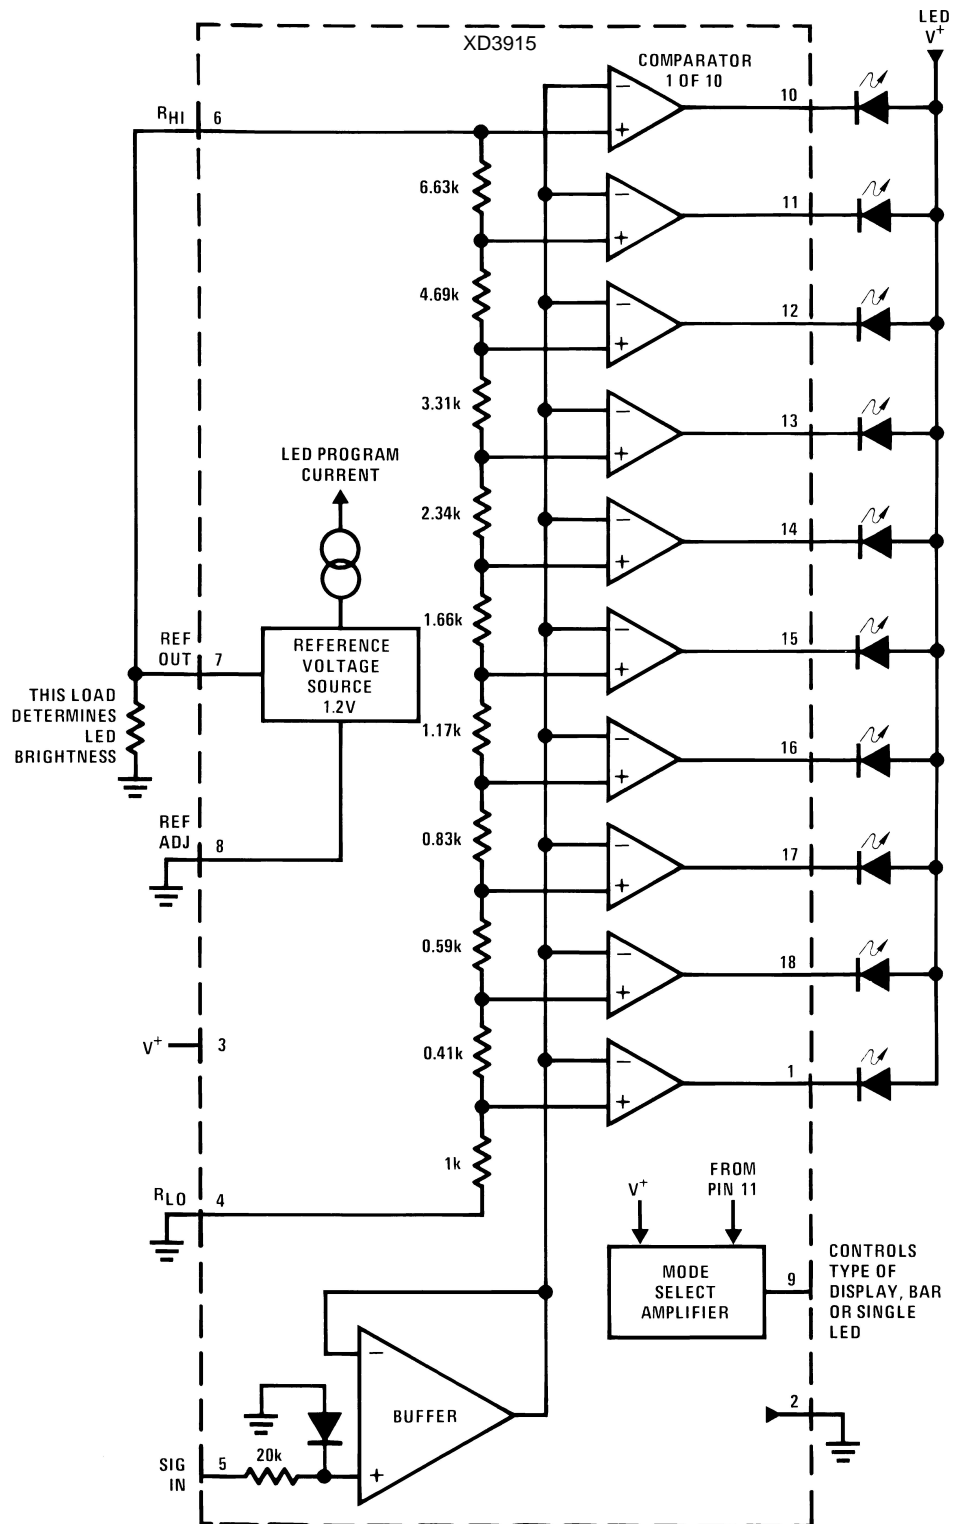 LED
V+
XD3915
COMPARATOR
1 OF 10
10
RHI
6
6.63k
11
4.69k
12
3.31k
13
LED PROGRAM
CURRENT
2.34k
14
1.66k
15
REF
OUT
7
REFERENCE
VOLTAGE
SOURCE
1.2V
THIS LOAD
DETERMINES
LED
BRIGHTNESS
1.17k
16
REF
ADJ
8
0.83k
17
0.59k
18
V+
3
0.41k
1
1k
RLO
4
V+
FROM
PIN 11
MODE
SELECT
AMPLIFIER
9
CONTROLS
TYPE OF
DISPLAY, BAR
OR SINGLE
LED
BUFFER
2
SIG
IN
5
20k